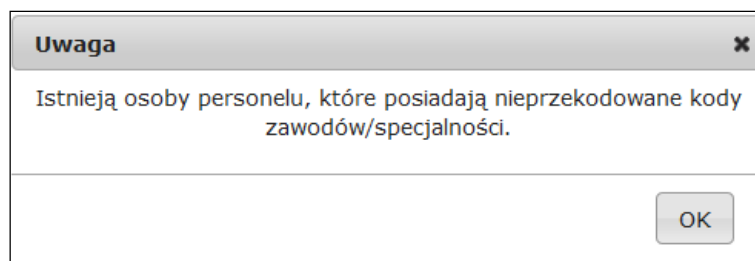 Uwaga
Istnieją osoby personelu, które posiadają nieprzekodowane kody
zawodów/specjalności.
OK